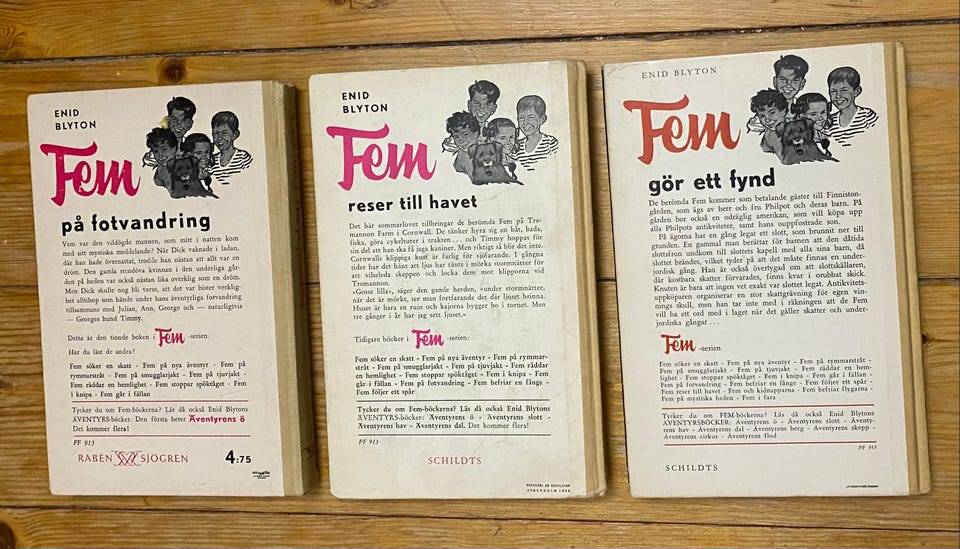 ENID
BLYTON
Fem
på fotvandring
Vem var den vildögde mannen, som mitt i natten kom
med sitt mystiska meddelande? När Dick vaknade i ladan,
där han hade övernattat, trodde han nästan att allt var en
dröm. Den gamla stendöva kvinnan i den underliga går-
den på heden var också nästan lika overklig som en dröm.
Men Dick skulle nog bli varse, att det var bister verklig-
het alltihop som hände under hans äventyrliga fotvandring
tillsammans med Julian, Ann, George och — naturligtvis
— Georges hund Timmy.
Detta är den tionde boken i Fem-serien.
Har du läst de andra?
Fem söker en skatt - Fem på nya äventyr - Fem på
rymmarstråt - Fem på smugglarjakt - Fem på tjuvjakt -
Fem räddar en hemlighet - Fem stoppar spöktåget - Fem
i knipa - Fem går i fällan
Tycker du om Fem-böckerna? Läs då också Enid Blytons
ÄVENTYRS-böcker. Den första heter Äventyrens ö
Det kommer flera!
PF 913
RABÉN SJÖGREN 4:75
ENID
BLYTON
Fem
reser till havet
Det här sommarlovet tillbringar de berömda Fem på Tre-
mannon Farm i Cornwall. De tänker hyra sig en båt, bada,
fiska, göra cykelturer i trakten . . . och Timmy hoppas för
sin del att han ska få jaga kaniner. Men riktigt så blir det inte.
Cornwalls klippiga kust är farlig för sjöfarande. I gångna
tider har det hänt att ljus har tänts i mörka stormnätter för
att vilseleda skeppen och locka dem mot klipporna vid
Tremannon.
»Gosse lilla», säger den gamle herden, »under stormnätter,
när det är mörkt, ser man fortfarande det där ljuset brinna.
Huset är bara en ruin och kajorna bygger bo i tornet. Men
tre gånger i år har jag sett ljuset.»
Tidigare böcker i Fem-serien:
Fem söker en skatt - Fem på nya äventyr - Fem på rymmar-
stråt - Fem på smugglarjakt - Fem på tjuvjakt - Fem räddar
en hemlighet - Fem stoppar spöktåget - Fem i knipa - Fem
går i fällan - Fem på fotvandring - Fem befriar en fånge -
Fem följer ett spår
Tycker du om Fem-böckerna? Läs då också Enid Blytons
ÄVENTYRS-böcker: Äventyrens ö - Äventyrens slott -
Äventyrens hav - Äventyrens dal. Det kommer flera!
PF 913
SCHILDTS
STOCKHOLM
ENID BLYTON
Fem
gör ett fynd
De berömda Fem kommer som betalande gäster till Finniston-
gården, som ägs av herr och fru Philpot och deras barn. På
gården bor också en odräglig amerikan, som vill köpa upp
alla Philpots antikviteter, samt hans ouppfostrade son.
På ägorna har en gång legat ett slott, som brunnit ner till
grunden. En gammal man berättar för barnen att den dåtida
slottsfrun undkom till slottets kapell med alla sina barn, då
slottet brändes, vilket tyder på att det måste finnas en under-
jordisk gång. Han är också övertygad om att slottskällaren,
där kostbara skatter förvarades, finns kvar i orubbat skick.
Knuten är bara att ingen vet exakt var slottet legat. Antikvitets-
uppköparen organiserar en stor skattgrävning för egen vin-
nings skull, men han tar inte med i räkningen att de Fem
vill ha ett ord med i laget när det gäller skatter och under-
jordiska gångar . . .
Fem-serien
Fem söker en skatt - Fem på nya äventyr - Fem på rymmarstråt -
Fem på smugglarjakt - Fem på tjuvjakt - Fem räddar en hem-
lighet - Fem stoppar spöktåget - Fem i knipa - Fem går i fällan -
Fem på fotvandring - Fem befriar en fånge - Fem följer ett spår -
Fem reser till havet - Fem och kidnapparna - Fem befriar flygarna -
Fem på mystiska heden - Fem i fara
Tycker du om FEM-böckerna? Läs då också Enid Blytons
ÄVENTYRSBÖCKER: Äventyrens ö - Äventyrens slott - Äventy-
rens hav - Äventyrens dal - Äventyrens berg - Äventyrens skepp -
Äventyrens cirkus - Äventyrens flod
PF 913
SCHILDTS